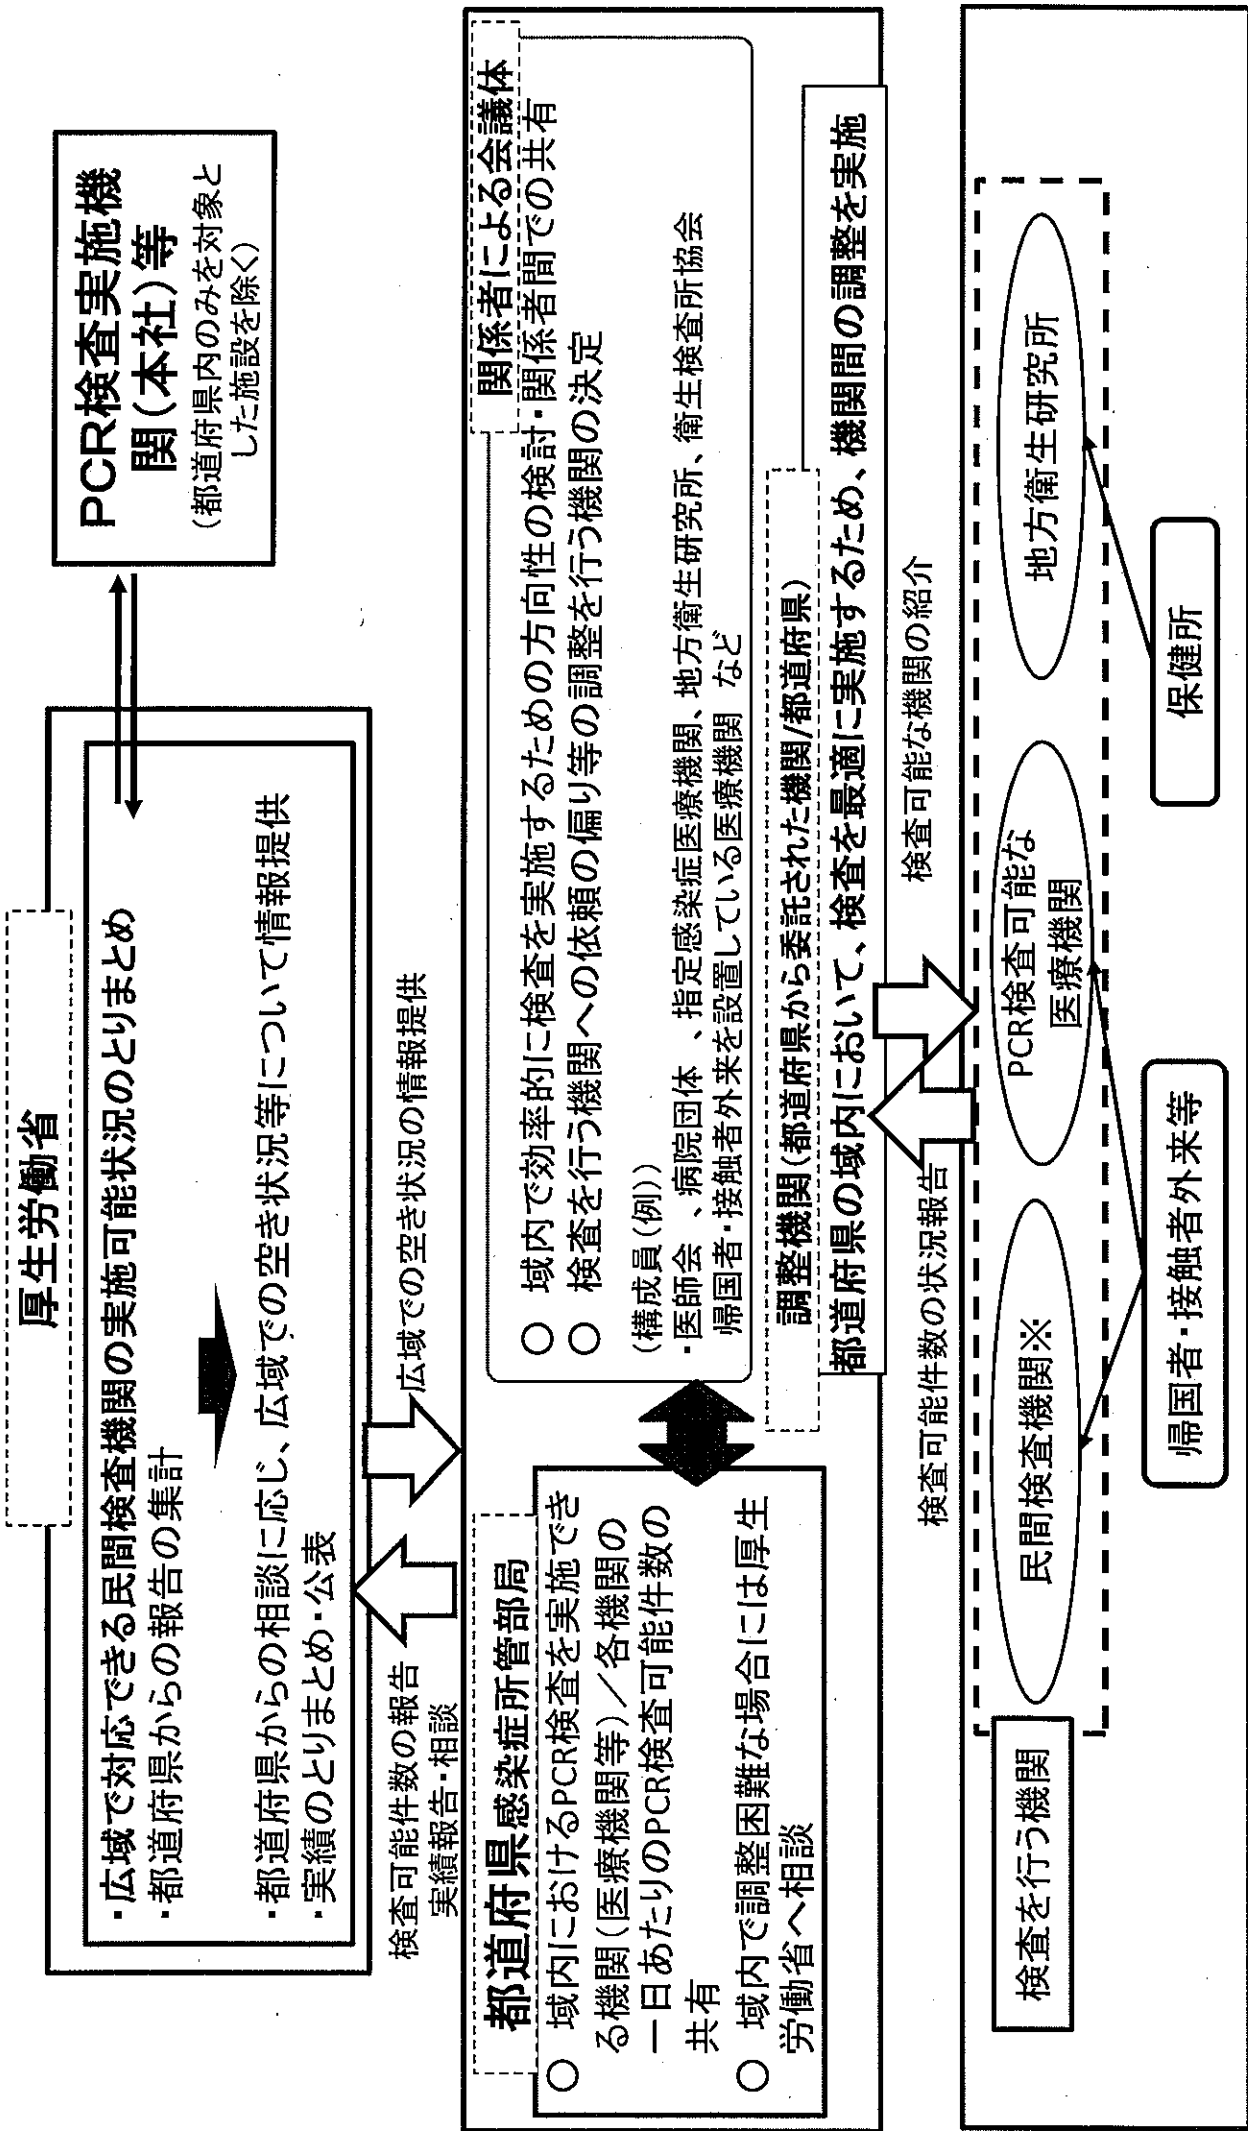 厚生労働省
・広域で対応できる民間検査機関の実施可能状況のとりまとめ
・都道府県からの報告の集計
・都道府県からの相談に応じ、広域での空き状況等について情報提供
・実績のとりまとめ・公表
PCR検査実施機
関(本社)等
(都道府県内のみを対象と
した施設を除く)
検査可能件数の報告
実績報告・相談
広域での空き状況の情報提供
都道府県感染症所管部局
○ 域内におけるPCR検査を実施でき
る機関(医療機関等)／各機関の
一日あたりのPCR検査可能件数の
共有
○ 域内で調整困難な場合には厚生
労働省へ相談
関係者による会議体
○ 域内で効率的に検査を実施するための方向性の検討・関係者間での共有
○ 検査を行う機関への依頼の偏り等の調整を行う機関の決定
(構成員(例))
・医師会 、病院団体 、指定感染症医療機関、地方衛生研究所、衛生検査所協会
帰国者・接触者外来を設置している医療機関 など
調整機関(都道府県から委託された機関/都道府県)
都道府県の域内において、検査を最適に実施するため、機関間の調整を実施
検査可能件数の状況報告
検査可能な機関の紹介
検査を行う機関
民間検査機関※
PCR検査可能な
医療機関
地方衛生研究所
帰国者・接触者外来等
保健所